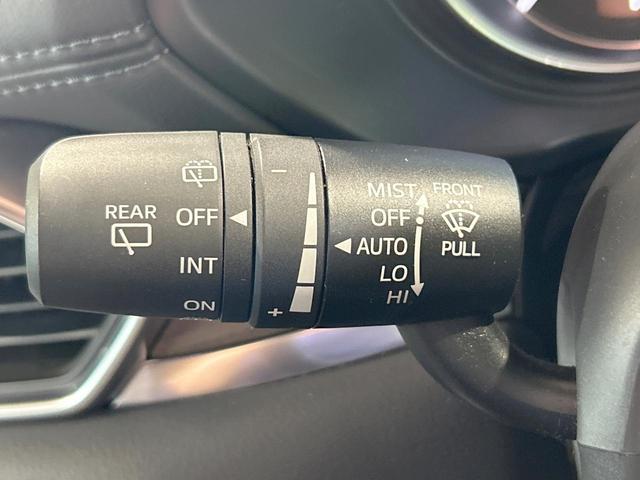 REAR
OFF
INT
ON
−
+
MIST
OFF
AUTO
LO
HI
FRONT
PULL